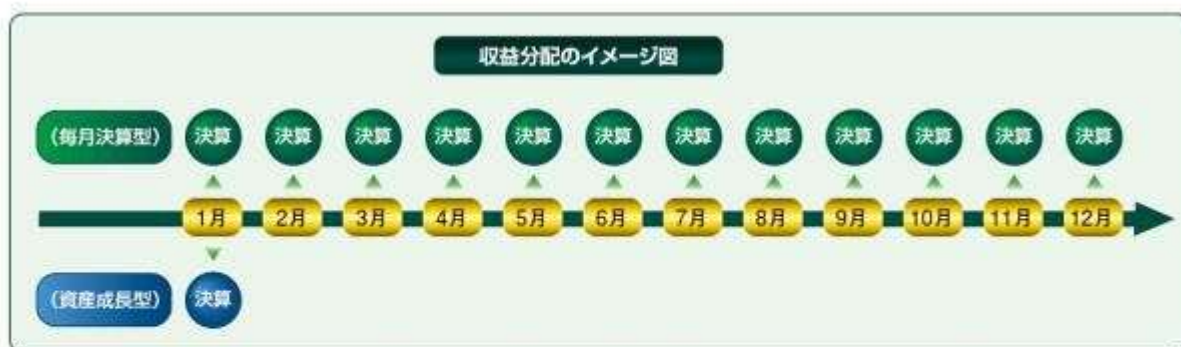 収益分配のイメージ図
(毎月決算型) 決算 決算 決算 決算 決算 決算 決算 決算 決算 決算 決算 決算
1月 2月 3月 4月 5月 6月 7月 8月 9月 10月 11月 12月
(資産成長型) 決算